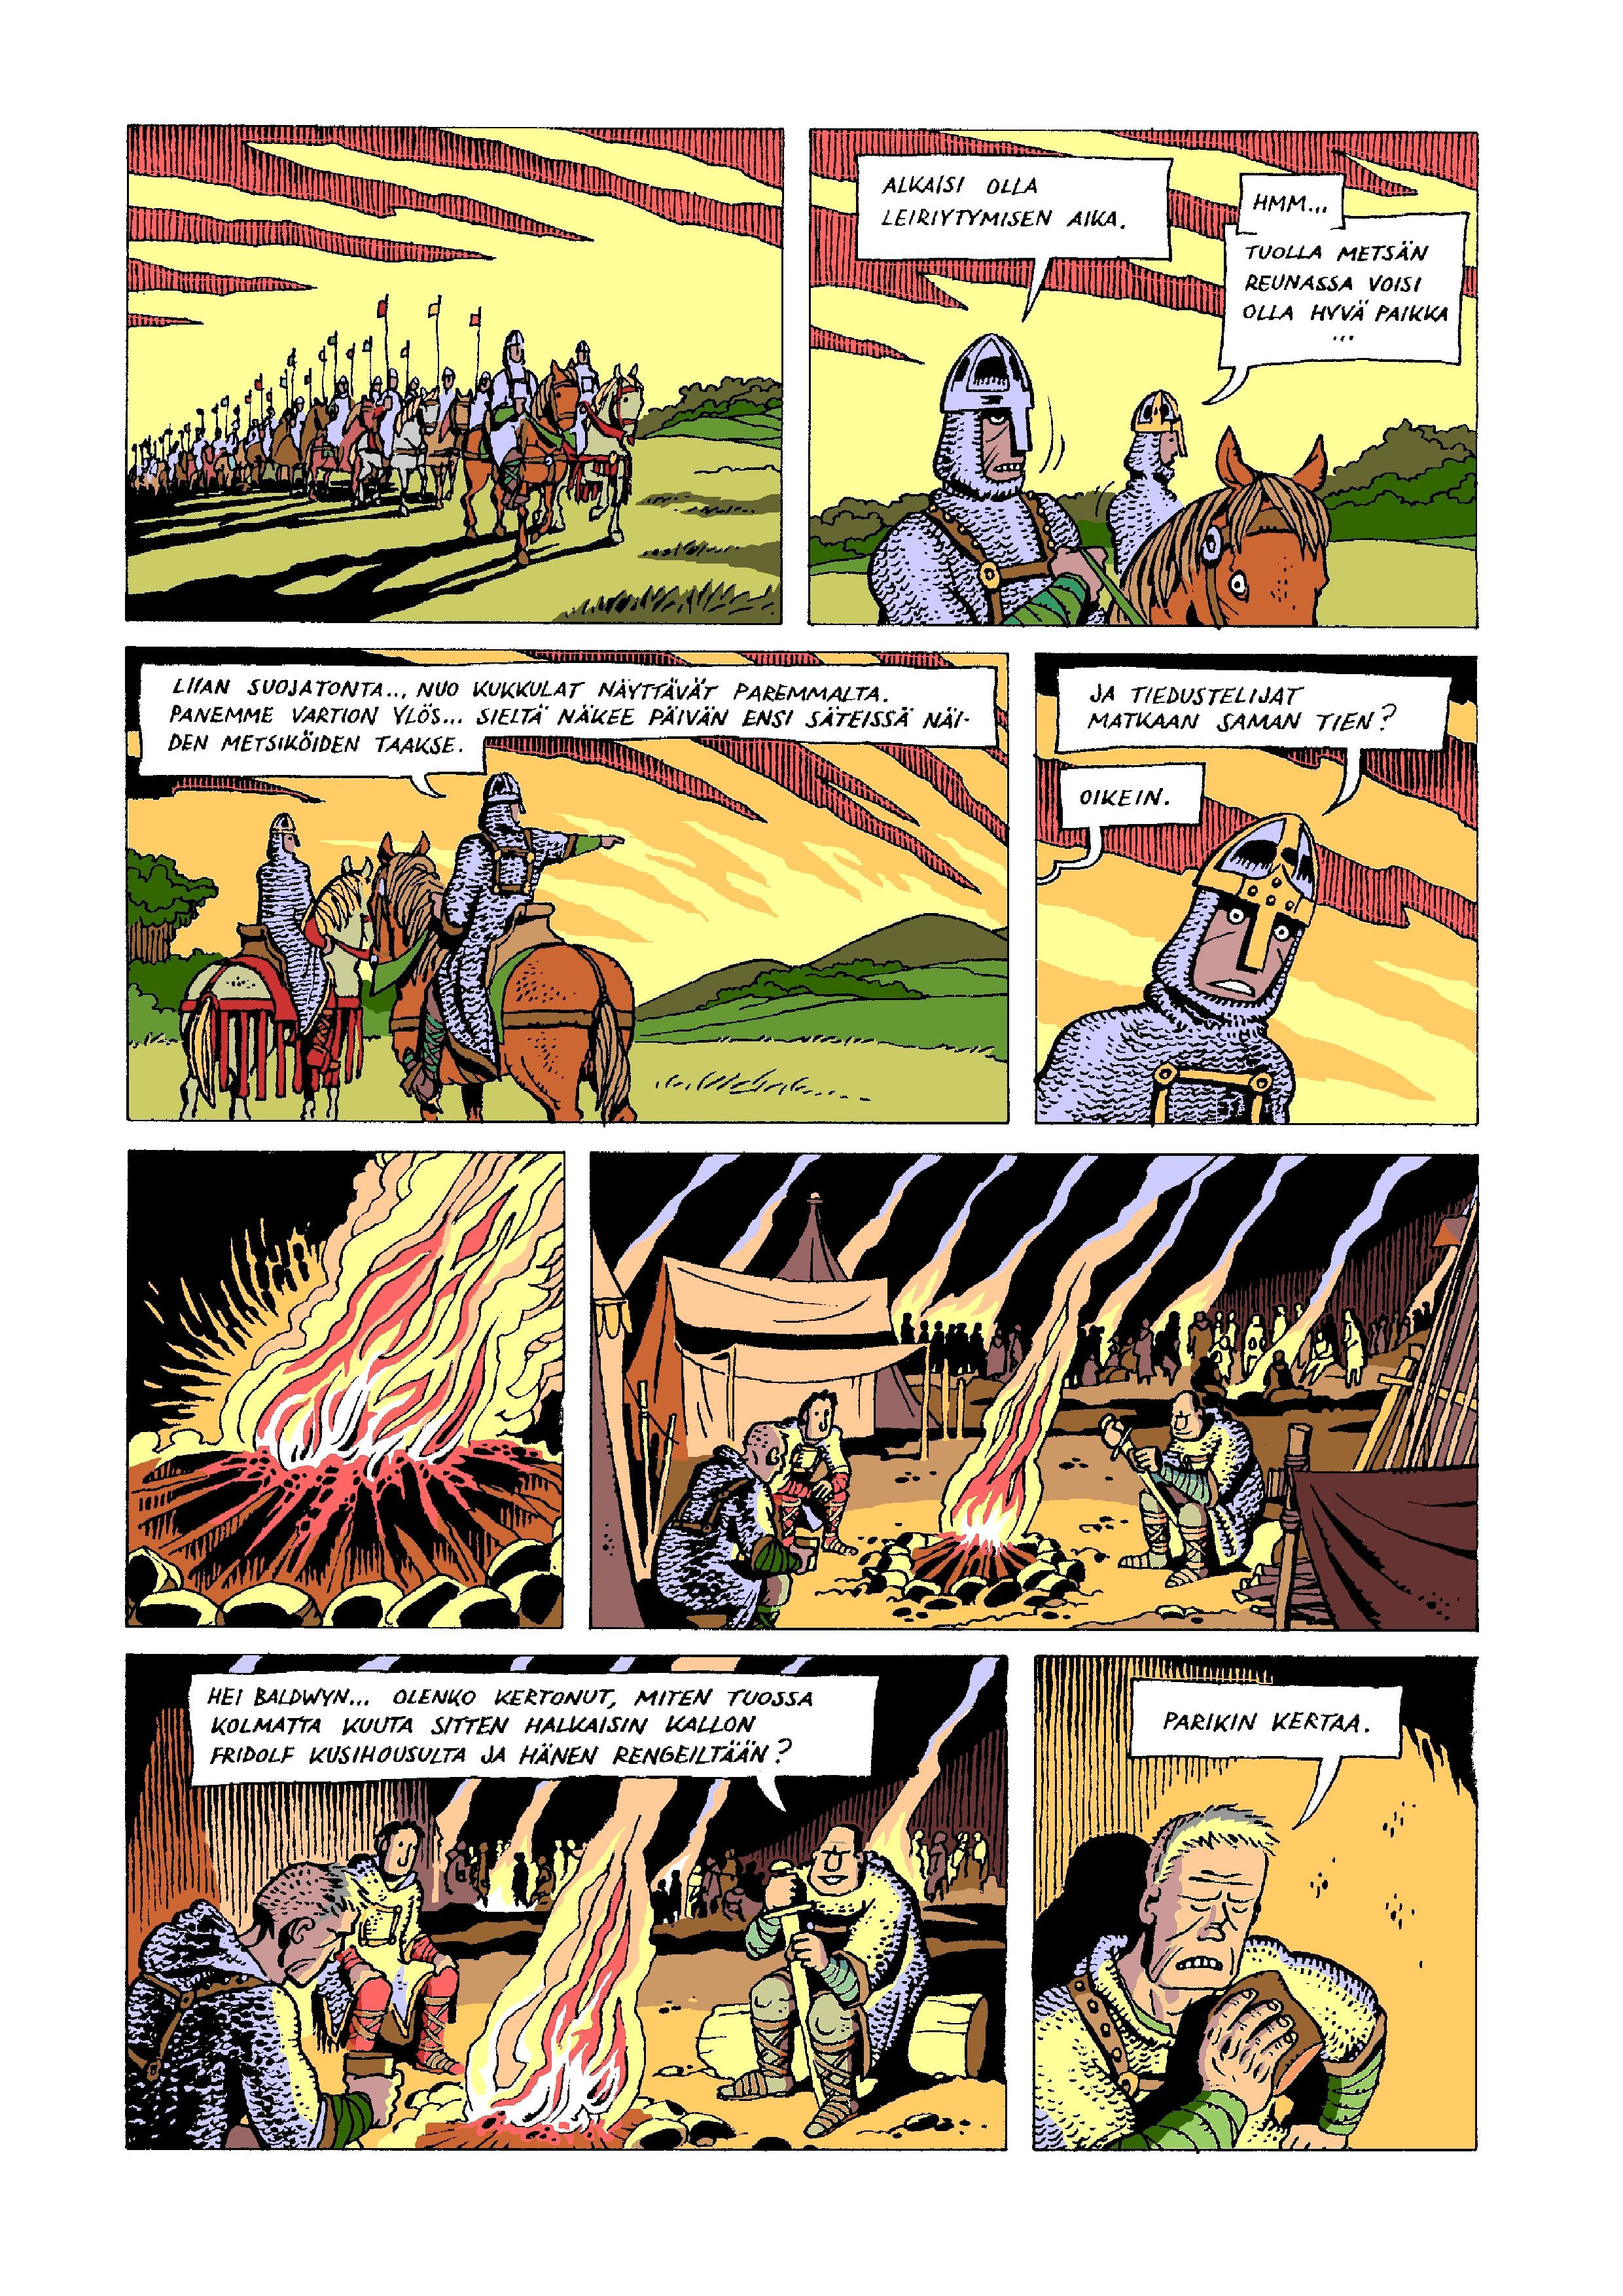 ALKAISI OLLA
LEIRIYTYMISEN AIKA.
HMM...
TUOLLA METSÄN
REUNASSA VOISI
OLLA HYVÄ PAIKKA
...
LIIAN SUOJATONTA... NUO KUKKULAT NÄYTTÄVÄT PAREMMALTA.
PANEMME VARTION YLÖS... SIELTÄ NÄKEE PÄIVÄN ENSI SÄTEISSÄ NÄI-
DEN METSIKÖIDEN TAAKSE.
JA TIEDUSTELIJAT
MATKAAN SAMAN TIEN?
OIKEIN.
HEI BALDWYN... OLENKO KERTONUT, MITEN TUOSSA
KOLMATTA KUUTA SITTEN HALKAISIN KALLON
FRIDOLF KUSIHOUSULTA JA HÄNEN RENGEILTÄÄN?
PARIKIN KERTAA.